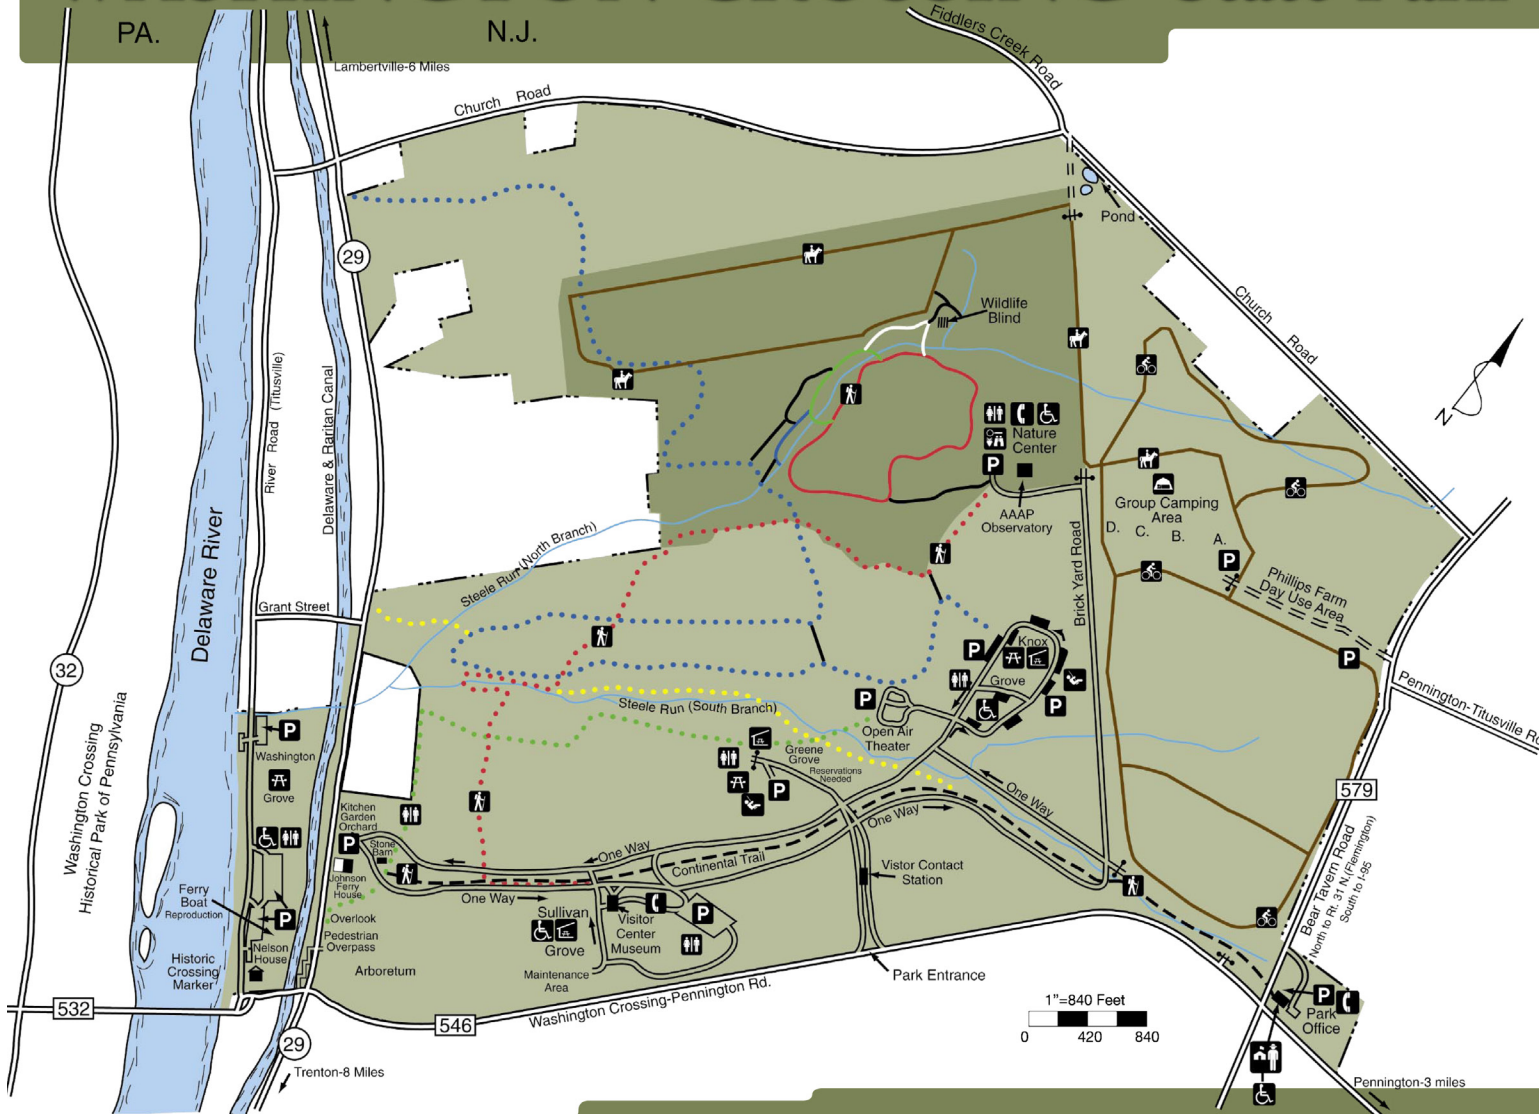 WASHINGTON CROSSING State Park
PA.
N.J.
Lambertville-6 Miles
Fiddlers Creek Road
Church Road
29
Pond
Church Road
Wildlife
Blind
N
River Road (Titusville)
Delaware & Raritan Canal
Delaware River
Nature
Center
P
AAAP
Observatory
Group Camping
Area
D.
C.
B.
A.
P
Brick Yard Road
Phillips Farm
Day Use Area
P
Pennington-Titusville
Steele Run (North Branch)
Grant Street
32
Washington Crossing
Historical Park of Pennsylvania
P
Knox
Grove
P
P
Steele Run (South Branch)
Open Air
Theater
P
Washington
Grove
Greene
Grove
Reservations
Needed
P
One Way
579
Kitchen
Garden
Orchard
P
Stone
Barn
Johnson
Ferry
House
One Way
One Way
Continental Trail
Vistor Contact
Station
One Way
Bear Tavern Road
North to Rt. 31 N.(Flemington)
South to I-95
Ferry
Boat
Reproduction
P
Overlook
Pedestrian
Overpass
Nelson
House
Historic
Crossing
Marker
Arboretum
Sullivan
Grove
Visitor
Center
Museum
P
Maintenance
Area
Park Entrance
Washington Crossing-Pennington Rd.
532
546
29
Trenton-8 Miles
1"=840 Feet
0 420 840
P
Park
Office
Pennington-3 miles